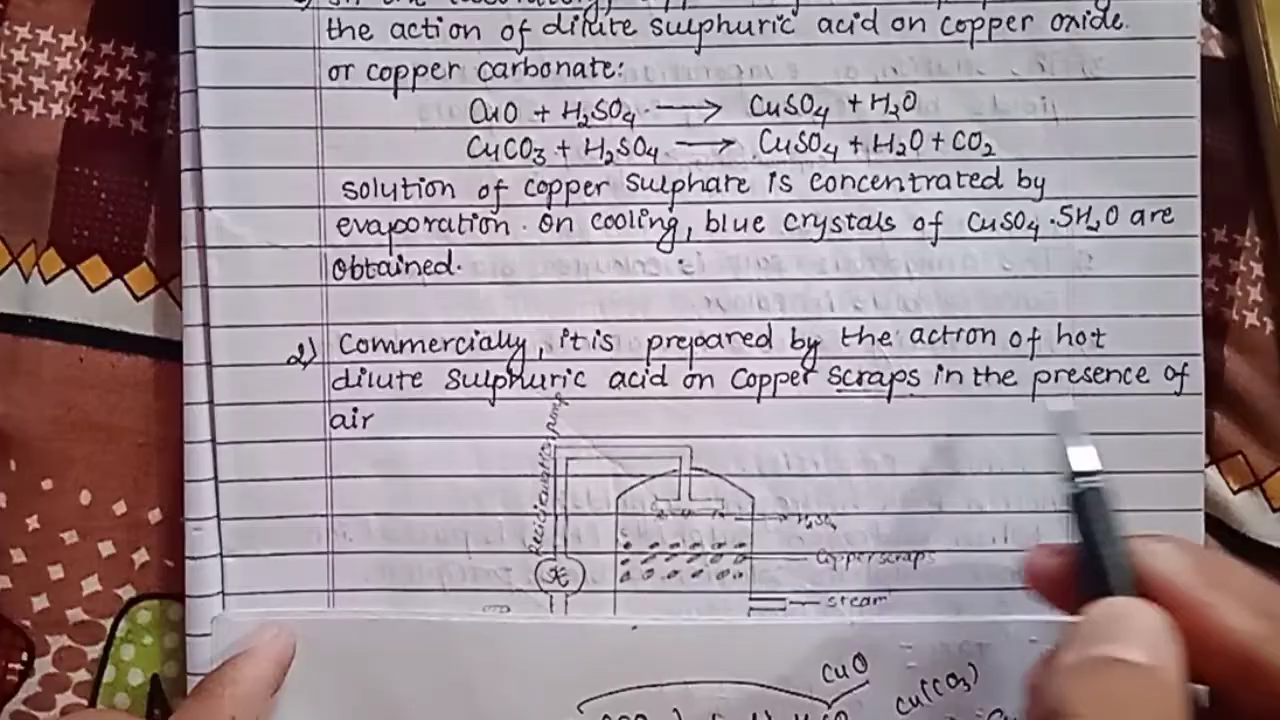 the action of dilute sulphuric acid on copper oxide.
or copper carbonate:
CuO + H₂SO₄ → CuSO₄ + H₂O
CuCO₃ + H₂SO₄ → CuSO₄ + H₂O + CO₂
solution of copper sulphare is concentrated by
evaporation. on cooling, blue crystals of CuSO₄·5H₂O are
obtained.
2) Commercially, it is prepared by the action of hot
dilute sulphuric acid on copper scraps in the presence of
air
pump
H₂SO₄
Copper scraps
steam
CuO
Cu(CO₃)